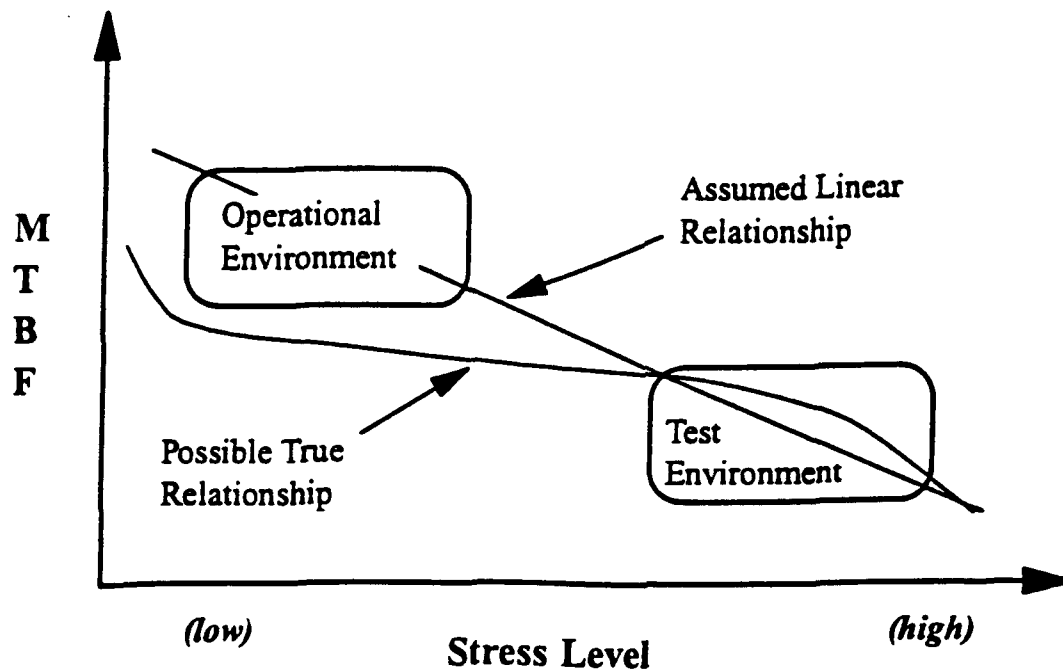 Operational
Environment
Assumed Linear
Relationship
M
T
B
F
Possible True
Relationship
Test
Environment
(low)
(high)
Stress Level